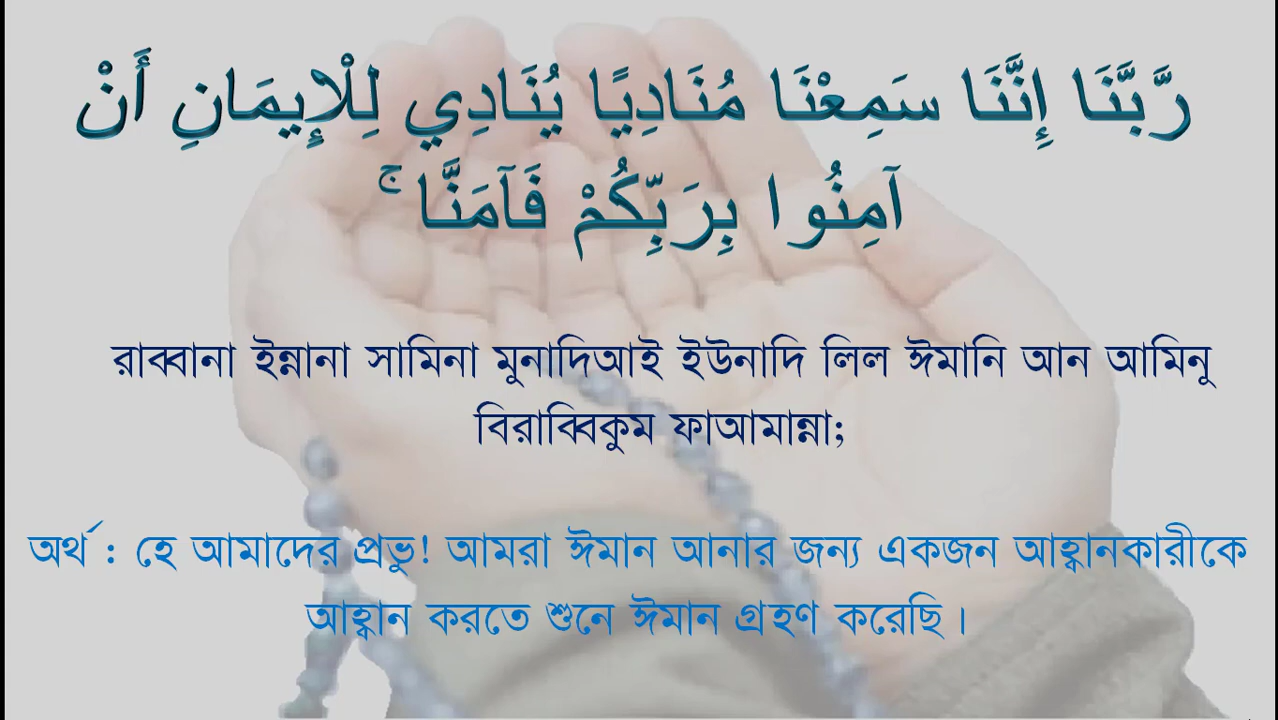 رَّبَّنَا إِنَّنَا سَمِعْنَا مُنَادِيًا يُنَادِي لِلْإِيمَانِ أَنْ
آمِنُوا بِرَبِّكُمْ فَآمَنَّا ۚ
রাব্বানা ইন্নানা সামিনা মুনাদিআই ইউনাদি লিল ঈমানি আন আমিনু
বিরাব্বিকুম ফাআমান্না;
অর্থ : হে আমাদের প্রভু! আমরা ঈমান আনার জন্য একজন আহ্বানকারীকে
আহ্বান করতে শুনে ঈমান গ্রহণ করেছি।